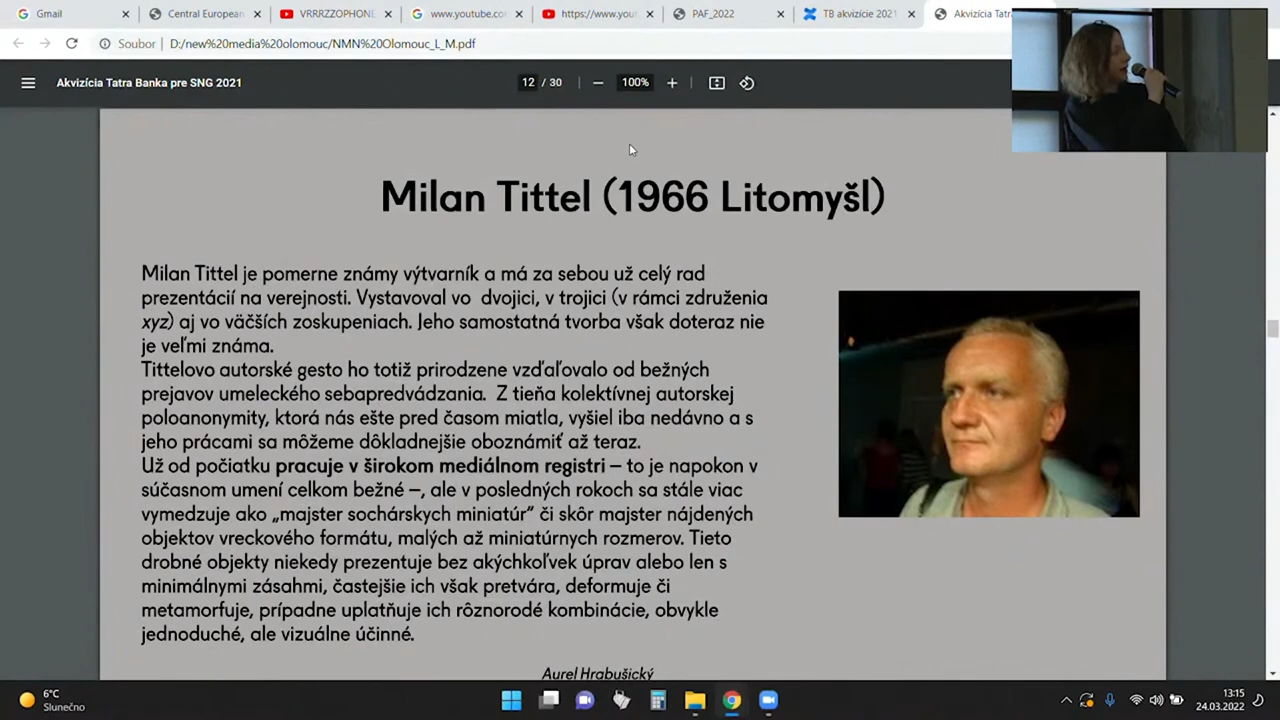 Gmail
Central European
VRRRZZOPHONE
www.youtube.co
https://www.you
PAF_2022
TB akvizície 2021
Akvizícia Tatr
Soubor
D:/new%20media%20olomouc/NMN%20Olomouc_L_M.pdf
Akvizícia Tatra Banka pre SNG 2021
12 / 30
100%
Milan Tittel (1966 Litomyšl)
Milan Tittel je pomerne známy výtvarník a má za sebou už celý rad
prezentácií na verejnosti. Vystavoval vo dvojici, v trojici (v rámci združenia
xyz) aj vo väčších zoskupeniach. Jeho samostatná tvorba však doteraz nie
je veľmi známa.
Tittelovo autorské gesto ho totiž prirodzene vzďaľovalo od bežných
prejavov umeleckého sebapredvádzania. Z tieňa kolektívnej autorskej
poloanonymity, ktorá nás ešte pred časom miatla, vyšiel iba nedávno a s
jeho prácami sa môžeme dôkladnejšie oboznámiť až teraz.
Už od počiatku pracuje v širokom mediálnom registri – to je napokon v
súčasnom umení celkom bežné –, ale v posledných rokoch sa stále viac
vymedzuje ako „majster sochárskych miniatúr“ či skôr majster nájdených
objektov vreckového formátu, malých až miniatúrnych rozmerov. Tieto
drobné objekty niekedy prezentuje bez akýchkoľvek úprav alebo len s
minimálnymi zásahmi, častejšie ich však pretvára, deformuje či
metamorfuje, prípadne uplatňuje ich rôznorodé kombinácie, obvykle
jednoduché, ale vizuálne účinné.
Aurel Hrabušický
6°C
Slunečno
13:15
24.03.2022